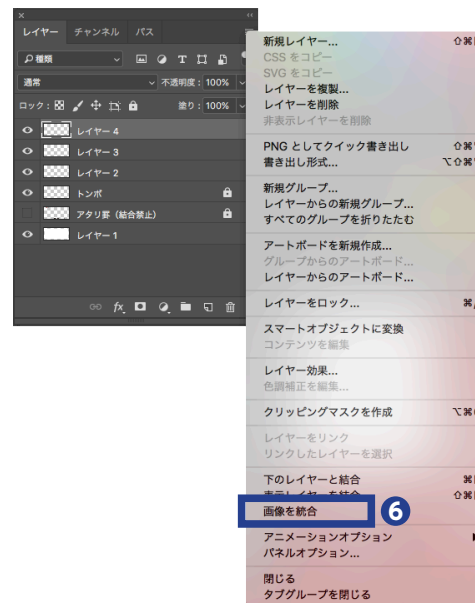 レイヤー チャンネル パス
種類
通常 不透明度: 100%
ロック: 塗り: 100%
レイヤー 4
レイヤー 3
レイヤー 2
トンボ
アタリ罫（結合禁止）
レイヤー 1
fx
新規レイヤー... ⇧⌘
CSS をコピー
SVG をコピー
レイヤーを複製...
レイヤーを削除
非表示レイヤーを削除
PNG としてクイック書き出し ⇧⌘
書き出し形式... ⌥⇧⌘
新規グループ...
レイヤーからの新規グループ...
すべてのグループを折りたたむ
アートボードを新規作成...
グループからのアートボード...
レイヤーからのアートボード...
レイヤーをロック... ⌘
スマートオブジェクトに変換
コンテンツを編集
レイヤー効果...
色調補正を編集...
クリッピングマスクを作成 ⌥⌘
レイヤーをリンク
リンクしたレイヤーを選択
下のレイヤーと結合 ⌘
表示レイヤーを結合 ⇧⌘
画像を統合 6
アニメーションオプション
パネルオプション...
閉じる
タブグループを閉じる